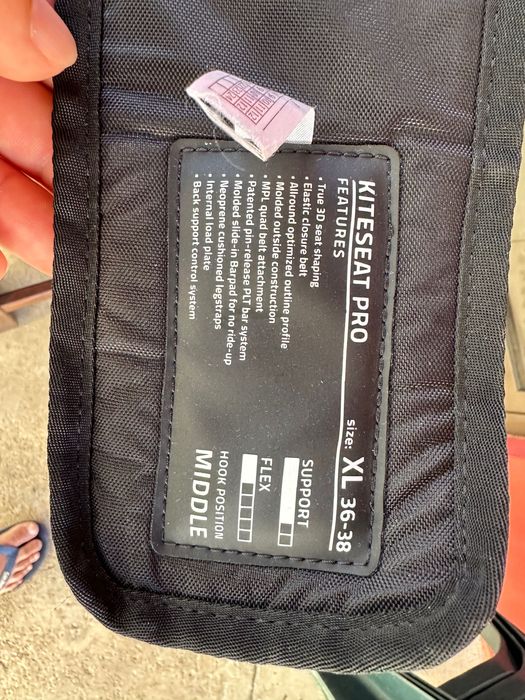 KITESEAT PRO size: XL 36-38
FEATURES
• True 3D seat shaping
• Elastic closure belt
• Allround optimized outline profile
• Molded outside construction
• MPL quad belt attachment
• Patented pin-release PLT bar system
• Molded slide-in Barpad for no ride-up
• Neoprene cushioned legstraps
• Internal load plate
• Back support control system
SUPPORT
FLEX
HOOK POSITION
MIDDLE